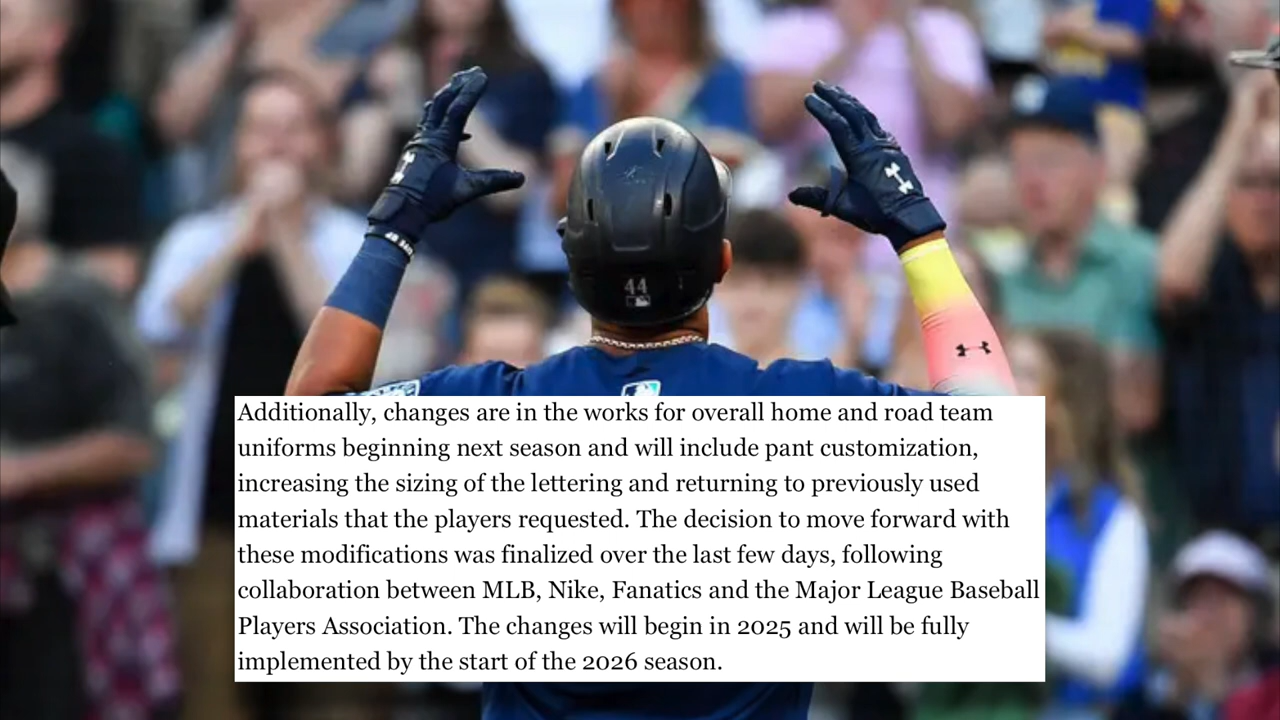 44
Additionally, changes are in the works for overall home and road team
uniforms beginning next season and will include pant customization,
increasing the sizing of the lettering and returning to previously used
materials that the players requested. The decision to move forward with
these modifications was finalized over the last few days, following
collaboration between MLB, Nike, Fanatics and the Major League Baseball
Players Association. The changes will begin in 2025 and will be fully
implemented by the start of the 2026 season.